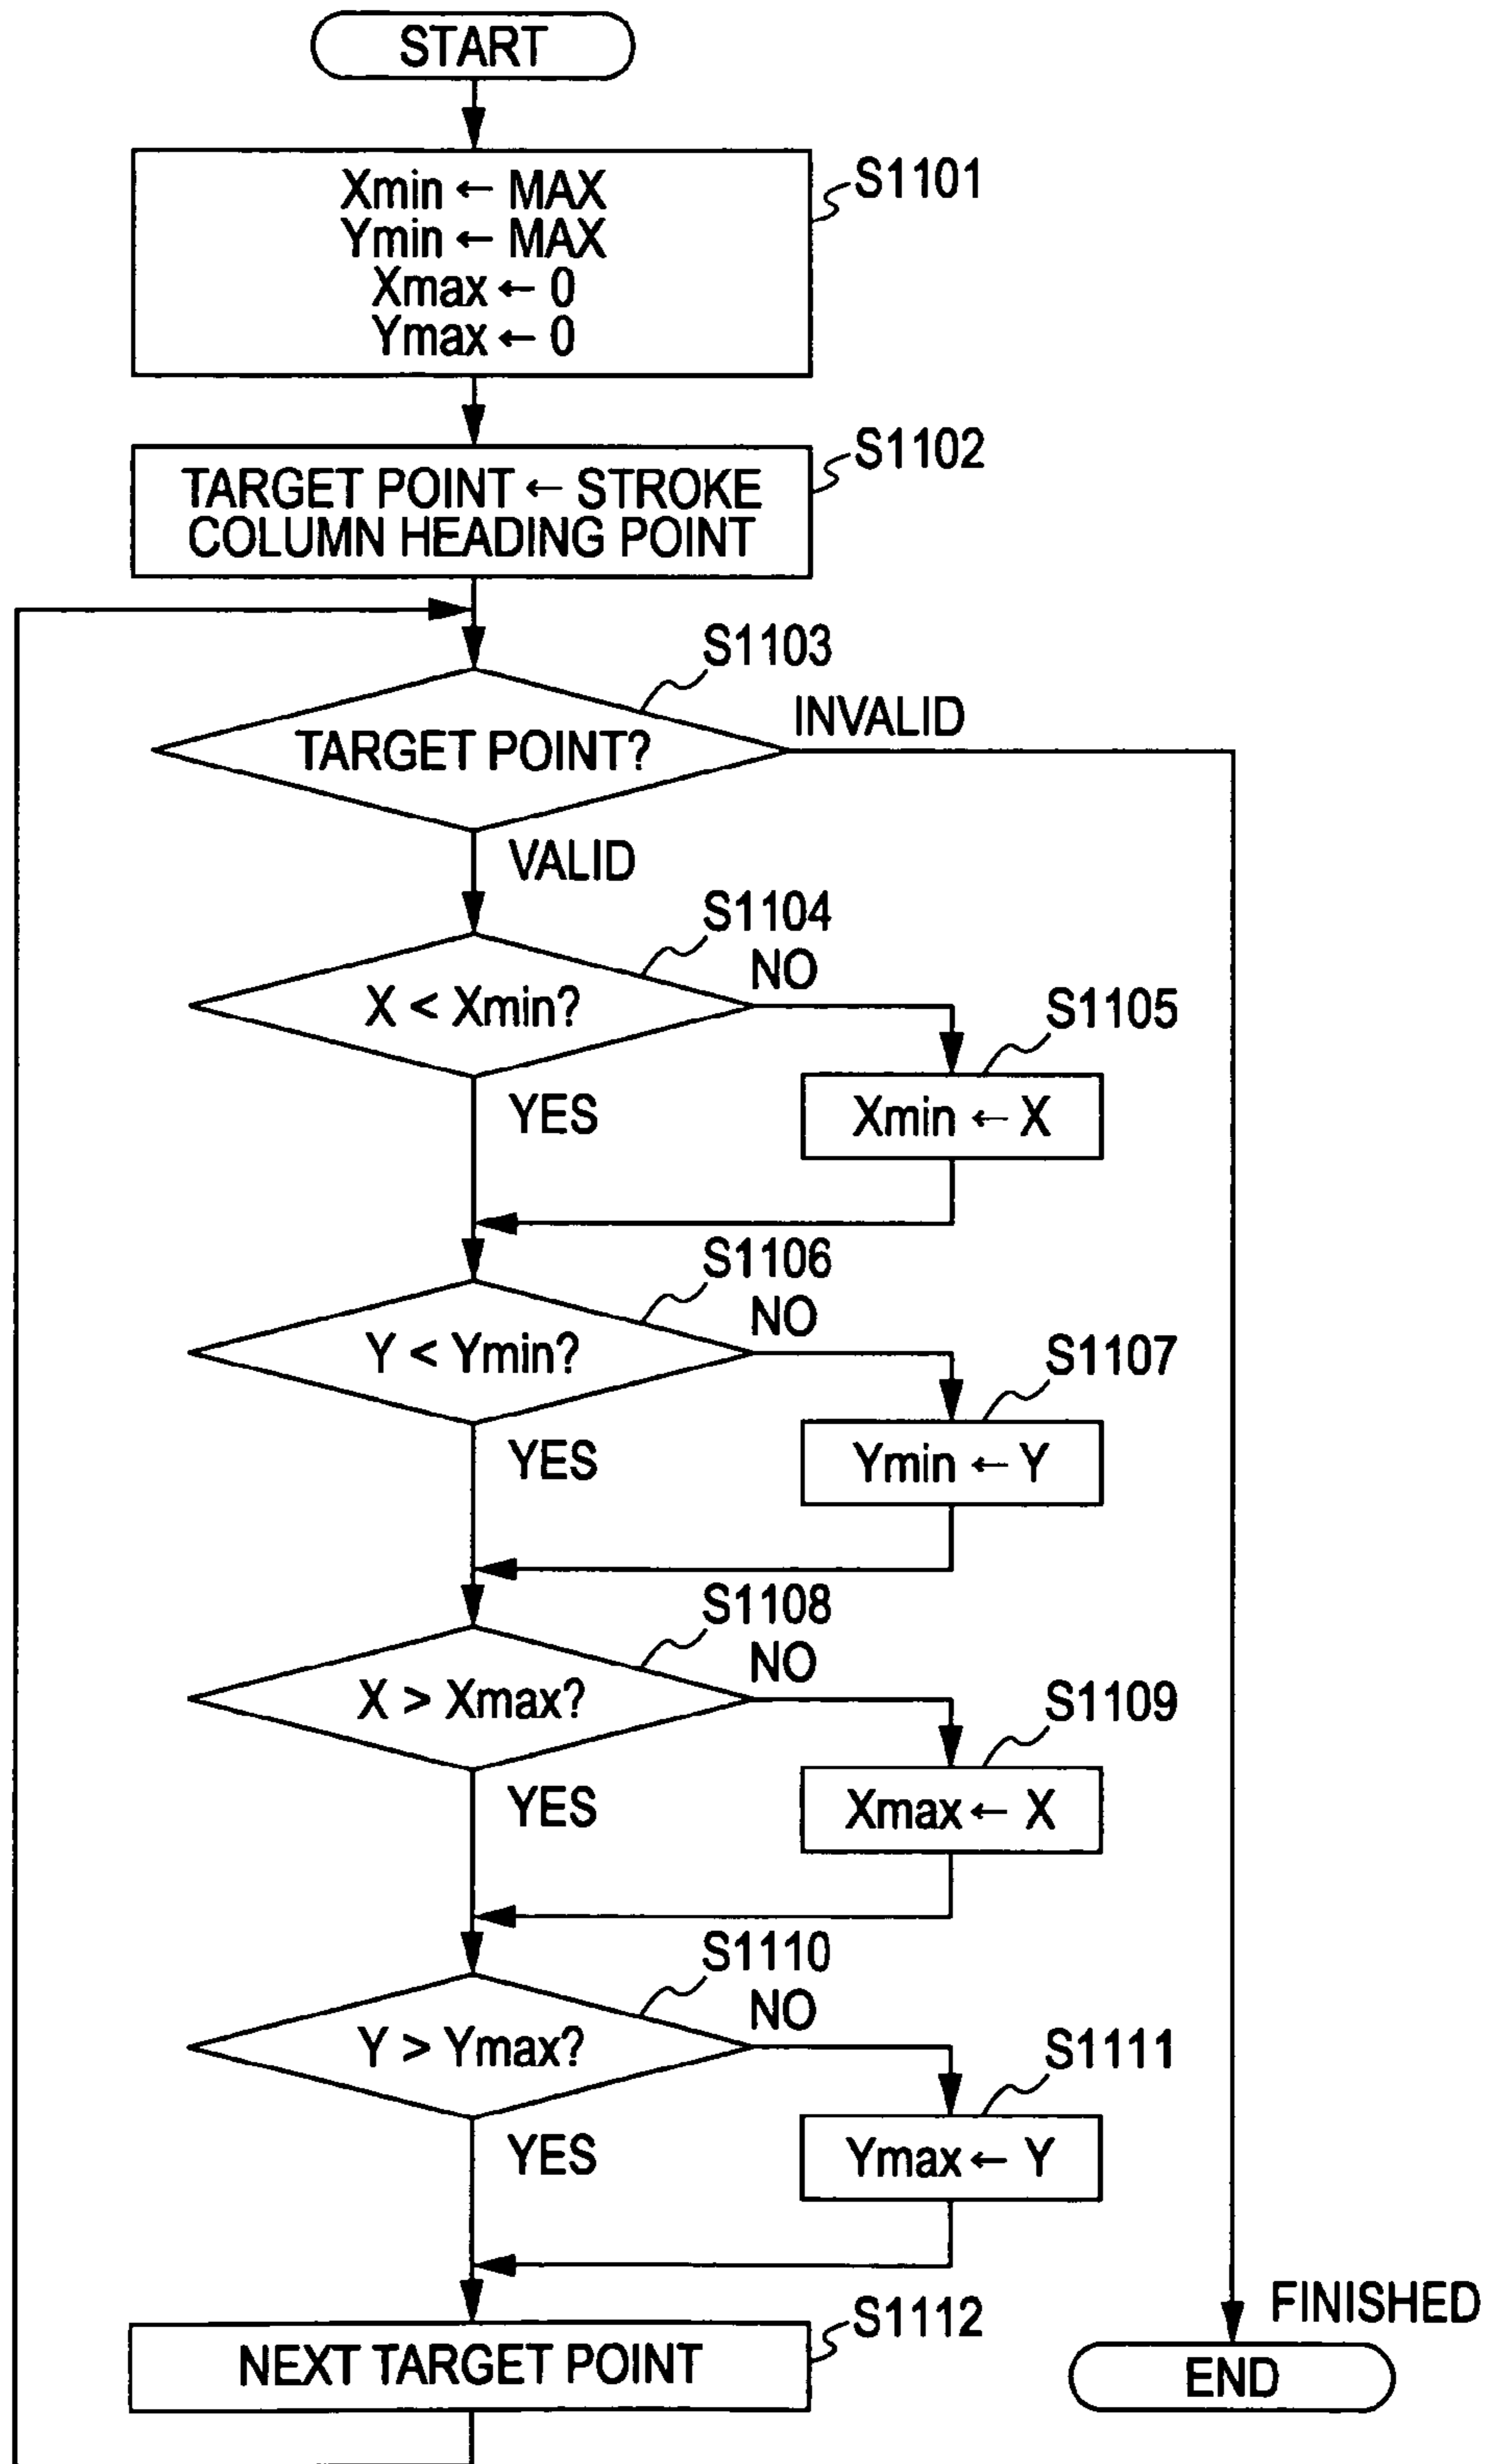 START
Xmin ← MAX
Ymin ← MAX
Xmax ← 0
Ymax ← 0
S1101
TARGET POINT ← STROKE
COLUMN HEADING POINT
S1102
S1103
TARGET POINT?
INVALID
VALID
S1104
X < Xmin?
NO
YES
S1105
Xmin ← X
S1106
Y < Ymin?
NO
YES
S1107
Ymin ← Y
S1108
X > Xmax?
NO
YES
S1109
Xmax ← X
S1110
Y > Ymax?
NO
YES
S1111
Ymax ← Y
S1112
NEXT TARGET POINT
FINISHED
END